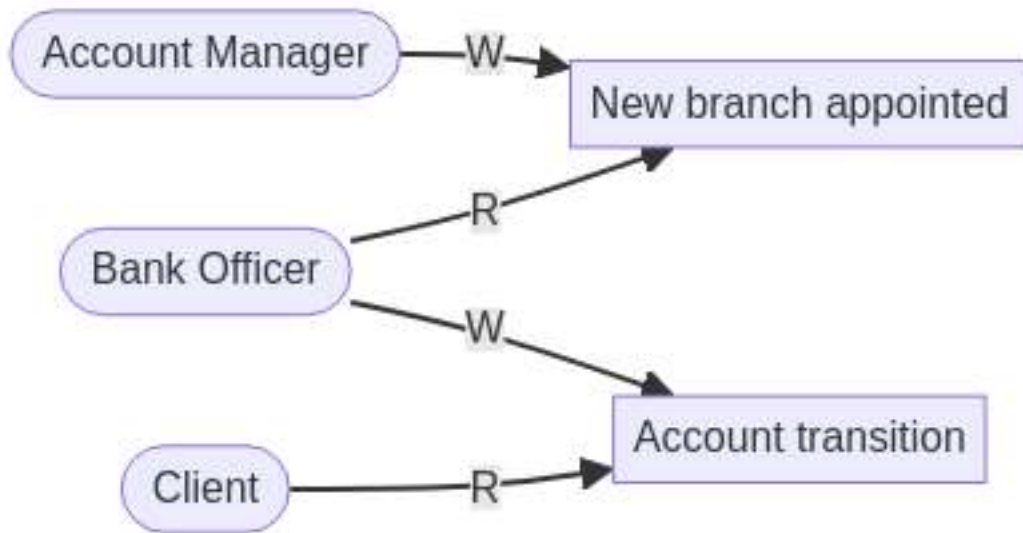 Account Manager
W
New branch appointed
R
Bank Officer
W
Account transition
Client
R